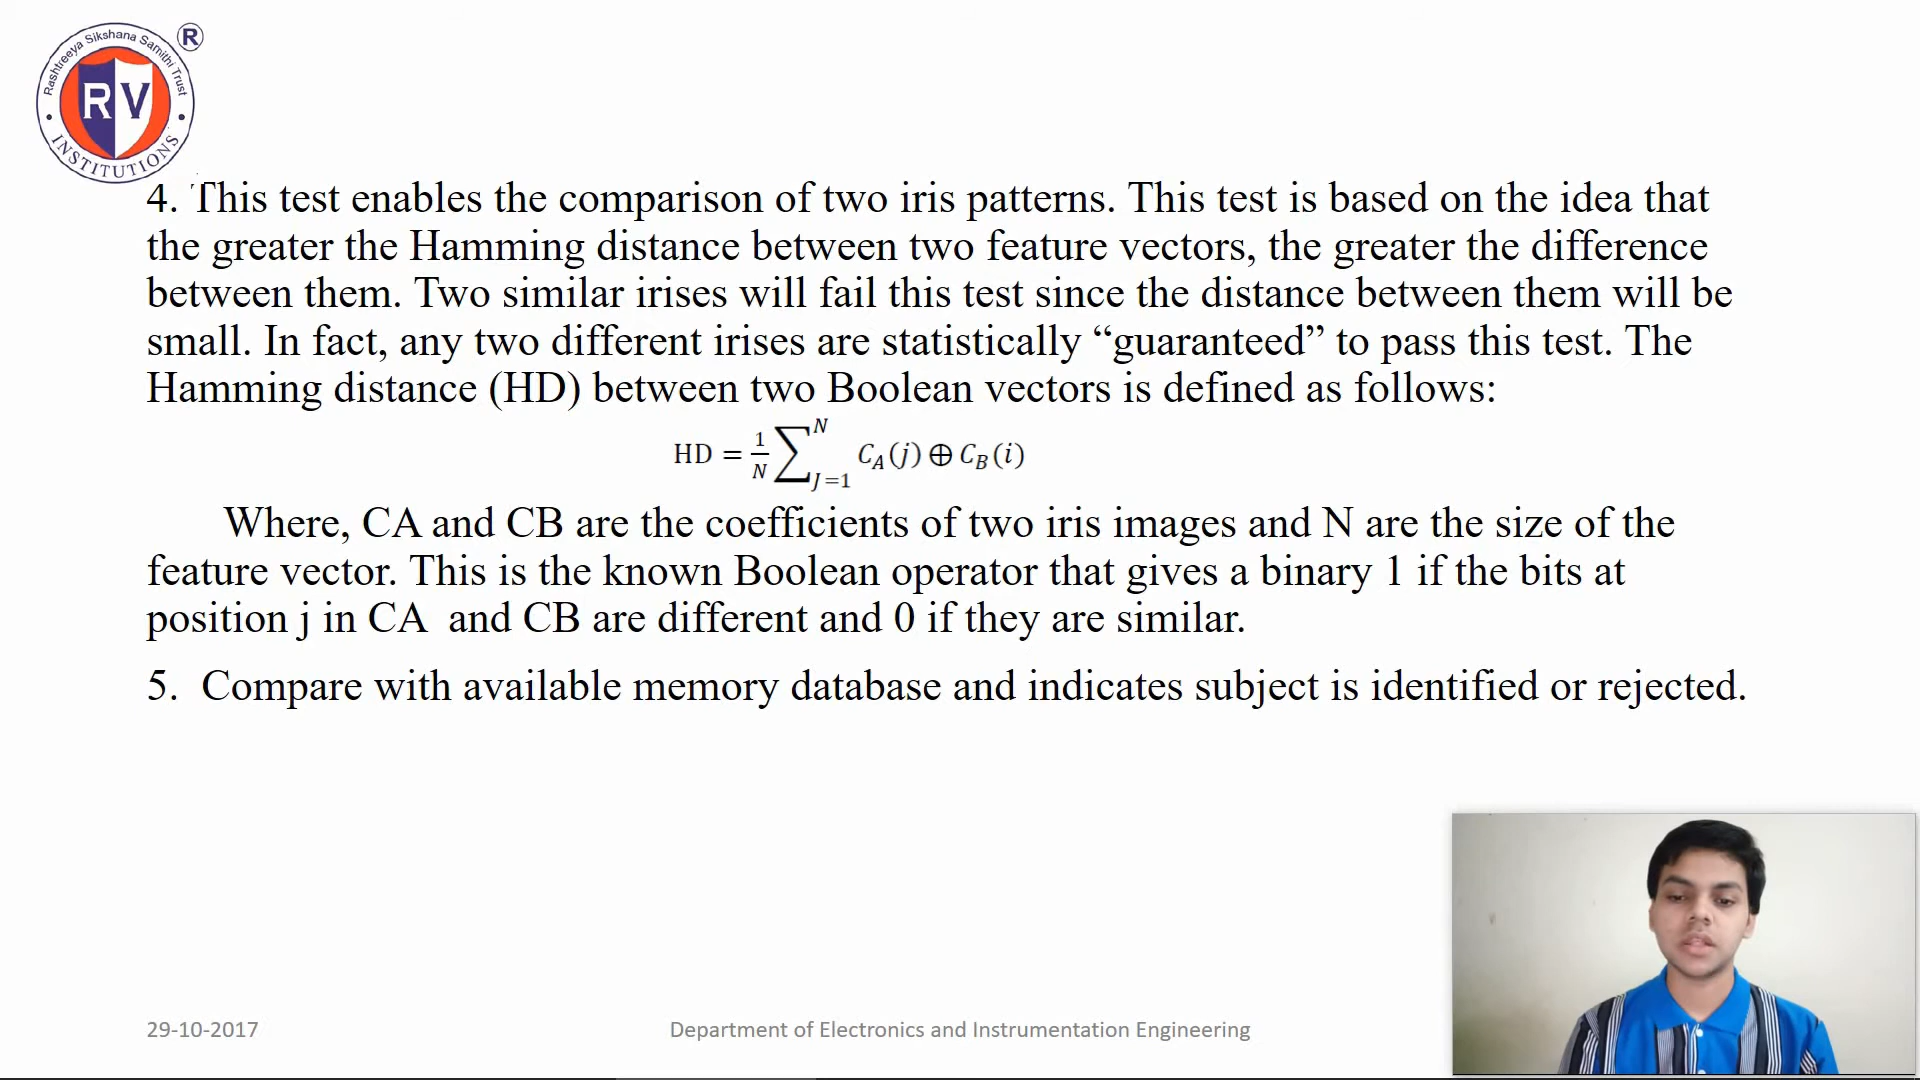 Rashtreeya Sikshana Samithi Trust
R
RV
INSTITUTIONS
4. This test enables the comparison of two iris patterns. This test is based on the idea that
the greater the Hamming distance between two feature vectors, the greater the difference
between them. Two similar irises will fail this test since the distance between them will be
small. In fact, any two different irises are statistically “guaranteed” to pass this test. The
Hamming distance (HD) between two Boolean vectors is defined as follows:
HD = 1/N ∑_{J=1}^{N} C_A(j) ⊕ C_B(i)
Where, CA and CB are the coefficients of two iris images and N are the size of the
feature vector. This is the known Boolean operator that gives a binary 1 if the bits at
position j in CA and CB are different and 0 if they are similar.
5. Compare with available memory database and indicates subject is identified or rejected.
29-10-2017
Department of Electronics and Instrumentation Engineering